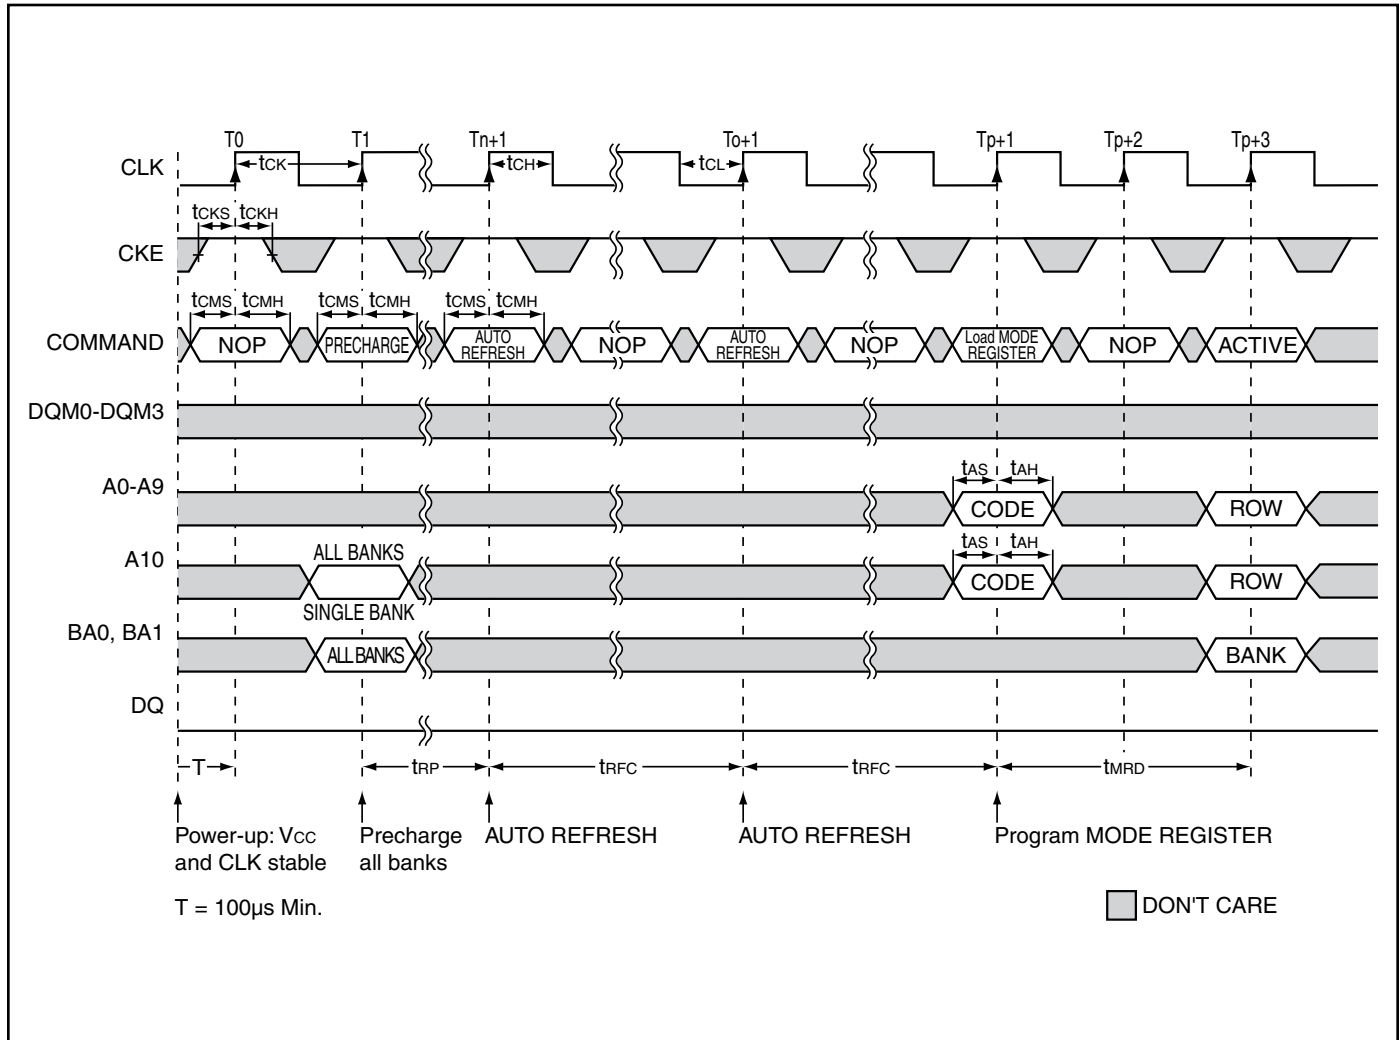 T0 T1 Tn+1 To+1 Tp+1 Tp+2 Tp+3
CLK tCK tCH tCL
tCKS tCKH
CKE
tCMS tCMH tCMS tCMH tCMS tCMH
COMMAND NOP PRECHARGE AUTO REFRESH NOP AUTO REFRESH NOP Load MODE REGISTER NOP ACTIVE
DQM0-DQM3
tAS tAH
A0-A9 CODE ROW
ALL BANKS tAS tAH
A10 CODE ROW
SINGLE BANK
BA0, BA1 ALL BANKS BANK
DQ
T tRP tRFC tRFC tMRD
Power-up: VCC Precharge AUTO REFRESH AUTO REFRESH Program MODE REGISTER
and CLK stable all banks
T = 100µs Min. DON'T CARE